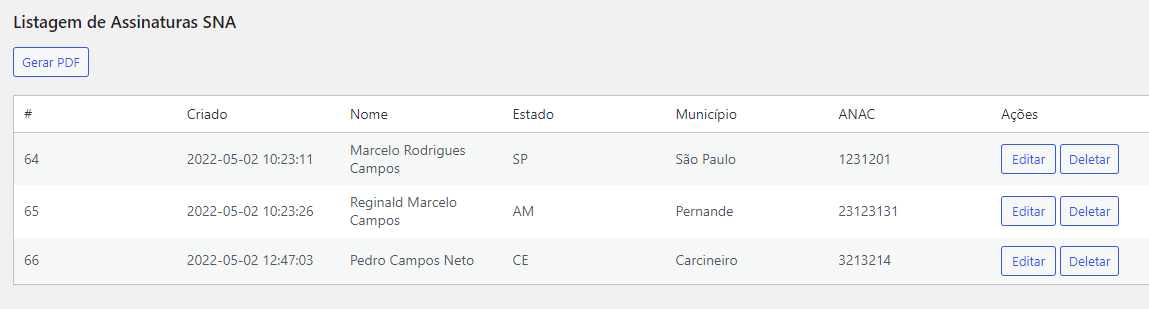 Listagem de Assinaturas SNA
Gerar PDF
# Criado Nome Estado Município ANAC Ações
64 2022-05-02 10:23:11 Marcelo Rodrigues SP São Paulo 1231201 Editar Deletar
Campos
65 2022-05-02 10:23:26 Reginald Marcelo AM Pernande 23123131 Editar Deletar
Campos
66 2022-05-02 12:47:03 Pedro Campos Neto CE Carcineiro 3213214 Editar Deletar